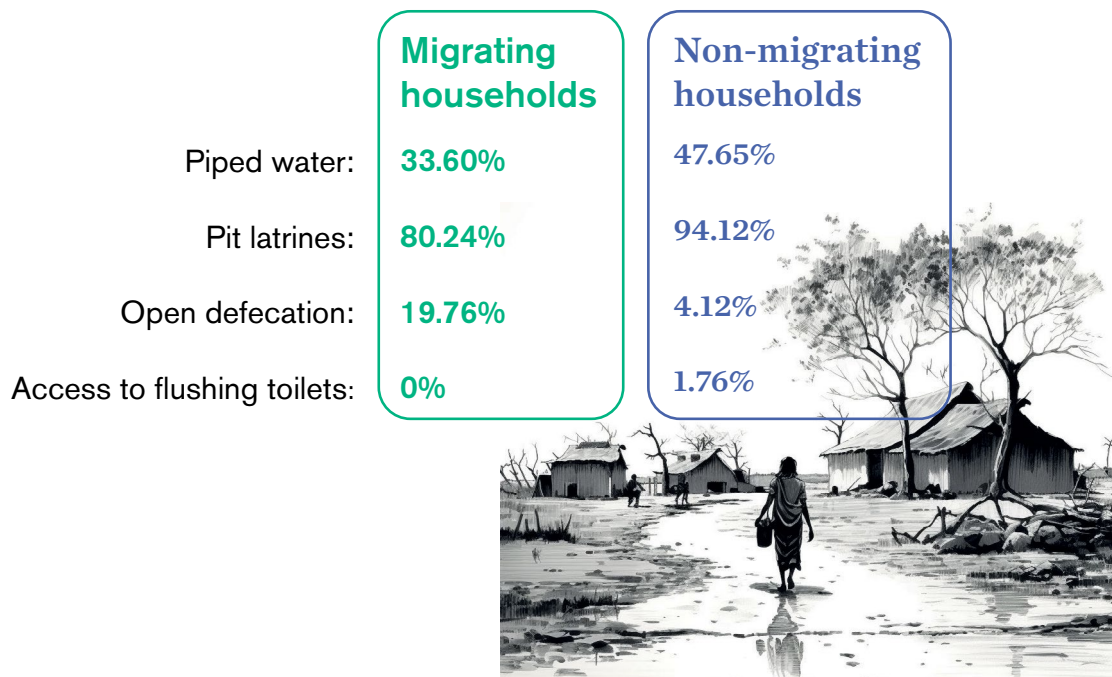 Migrating
households
Non-migrating
households
Piped water: 33.60% 47.65%
Pit latrines: 80.24% 94.12%
Open defecation: 19.76% 4.12%
Access to flushing toilets: 0% 1.76%